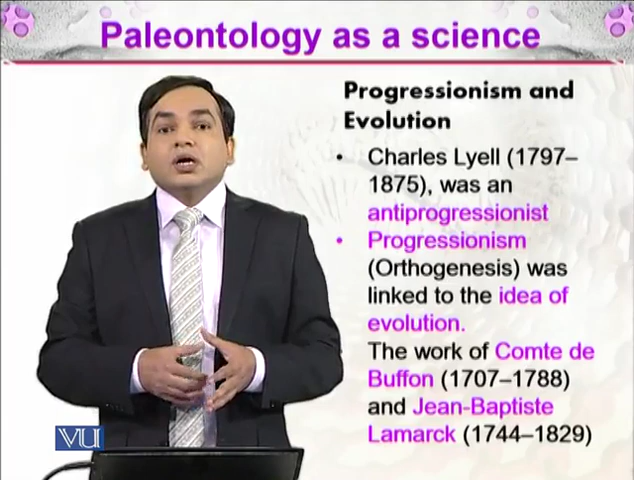 Paleontology as a science
Progressionism and
Evolution
• Charles Lyell (1797–
1875), was an
antiprogressionist
• Progressionism
(Orthogenesis) was
linked to the idea of
evolution.
The work of Comte de
Buffon (1707–1788)
and Jean-Baptiste
Lamarck (1744–1829)
VU